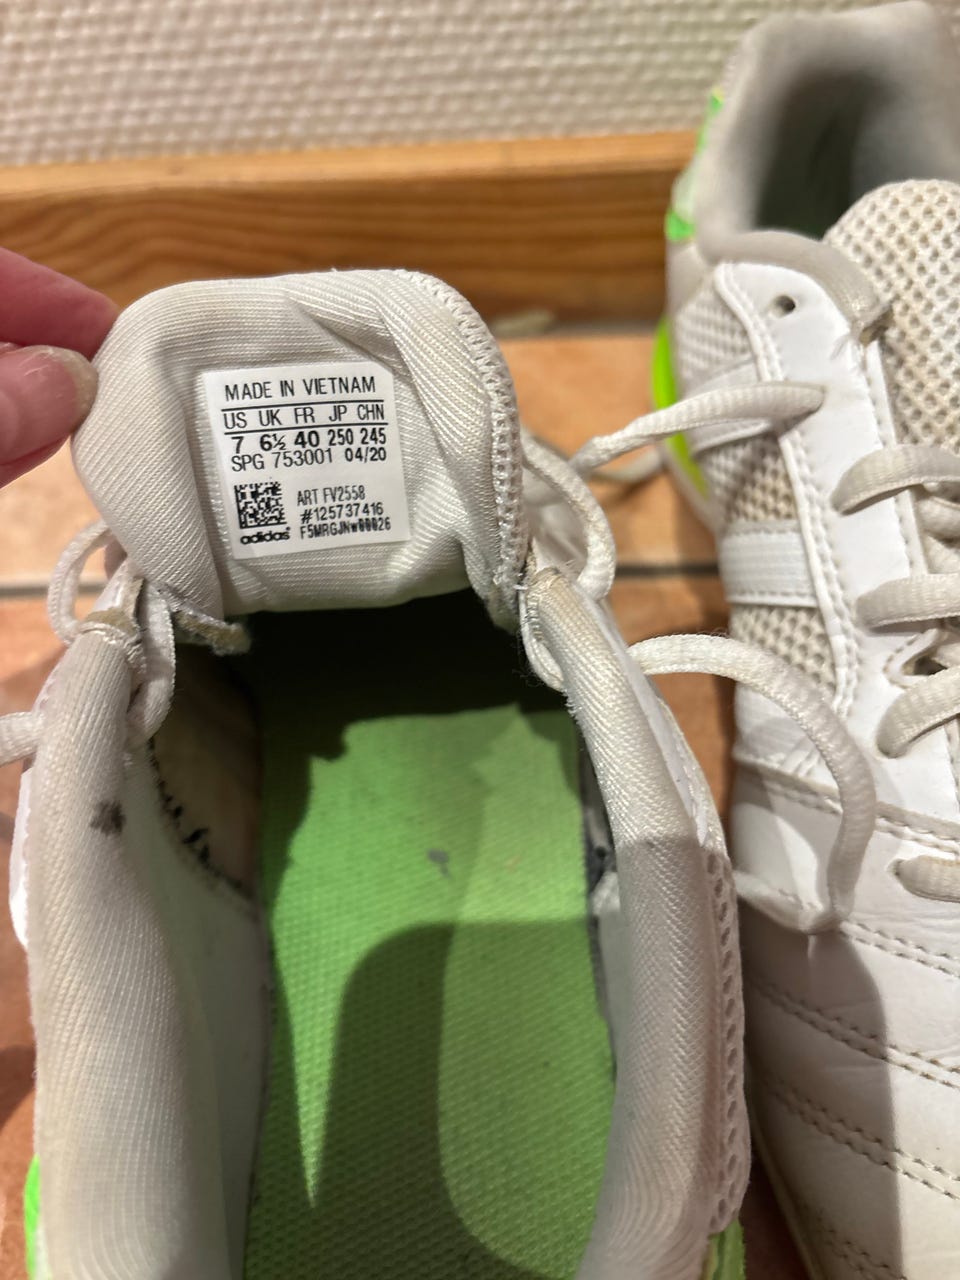 MADE IN VIETNAM
US UK FR JP CHN
7 6½ 40 250 245
SPG 753001 04/20
ART FV2558
#125737416
F5MRGJNW00026
adidas